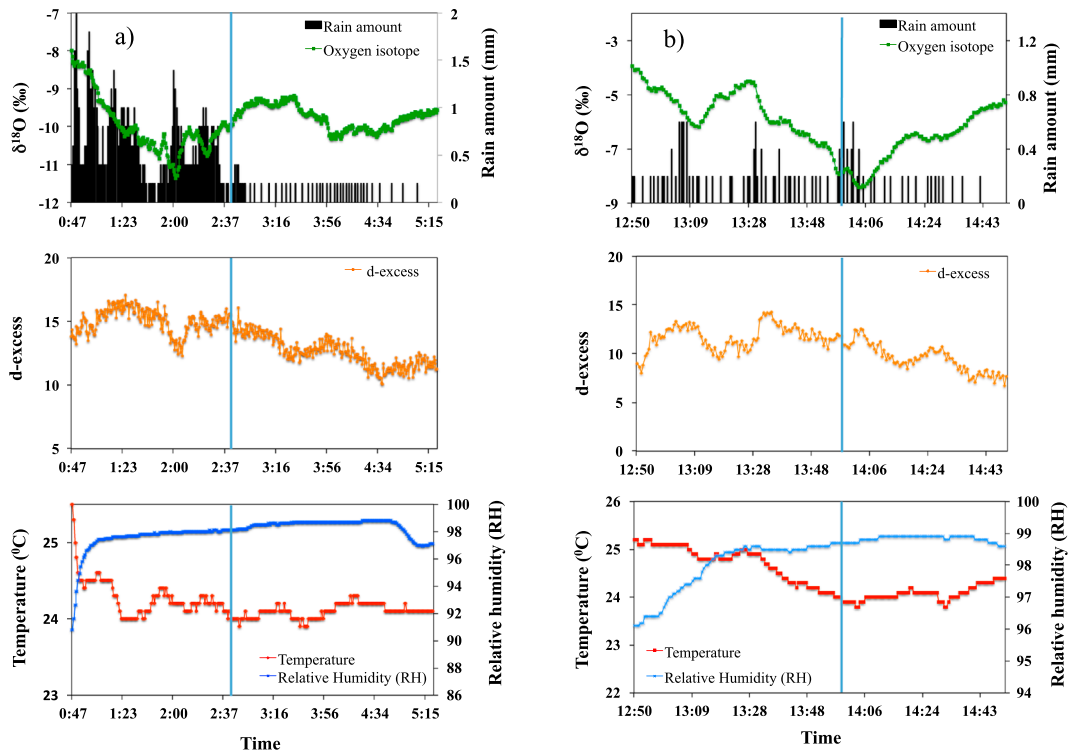 a)
Rain amount
Oxygen isotope
δ¹⁸O (‰)
-7
-8
-9
-10
-11
-12
2
1.5
1
0.5
0
Rain amount (mm)
0:47 1:23 2:00 2:37 3:16 3:56 4:34 5:15
d-excess
d-excess
20
15
10
5
0:47 1:23 2:00 2:37 3:16 3:56 4:34 5:15
Temperature (⁰C)
25
24
23
100
98
96
94
92
90
88
86
Relative humidity (RH)
Temperature
Relative Humidity (RH)
0:47 1:23 2:00 2:37 3:16 3:56 4:34 5:15
Time
b)
Rain amount
Oxygen isotope
δ¹⁸O (‰)
-3
-5
-7
-9
1.2
0.8
0.4
0
Rain amount (mm)
12:50 13:09 13:28 13:48 14:06 14:24 14:43
d-excess
d-excess
20
15
10
5
0
12:50 13:09 13:28 13:48 14:06 14:24 14:43
Temperature (⁰C)
26
25
24
23
22
100
99
98
97
96
95
94
Relative humidity (RH)
Temperature
Relative Humidity (RH)
12:50 13:09 13:28 13:48 14:06 14:24 14:43
Time